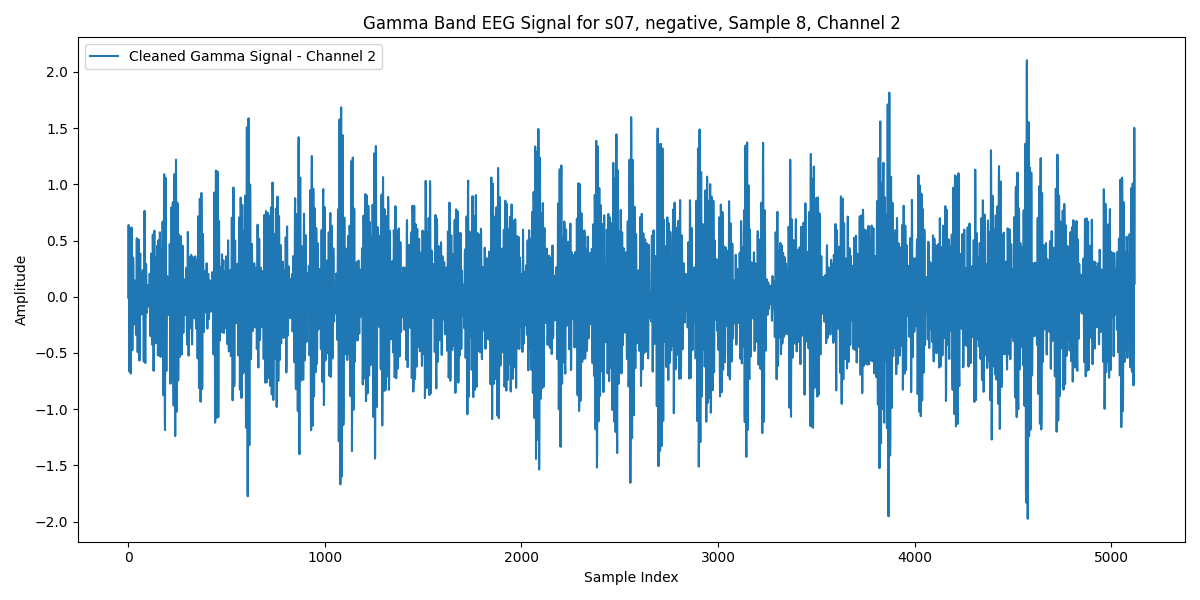 Gamma Band EEG Signal for s07, negative, Sample 8, Channel 2
Cleaned Gamma Signal - Channel 2
2.0
1.5
1.0
0.5
0.0
−0.5
−1.0
−1.5
−2.0
Amplitude
0 1000 2000 3000 4000 5000
Sample Index